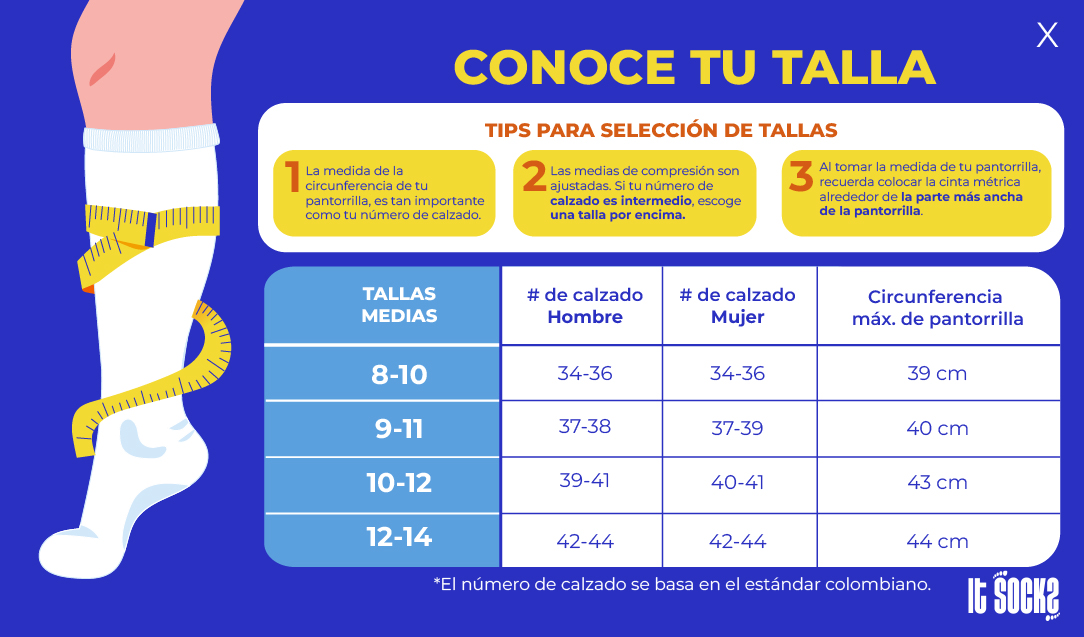 X
CONOCE TU TALLA
TIPS PARA SELECCIÓN DE TALLAS
1
La medida de la
circunferencia de tu
pantorrilla, es tan importante
como tu número de calzado.
2
Las medias de compresión son
ajustadas. Si tu número de
calzado es intermedio, escoge
una talla por encima.
3
Al tomar la medida de tu pantorrilla,
recuerda colocar la cinta métrica
alrededor de la parte más ancha
de la pantorrilla.
TALLAS
MEDIAS
# de calzado
Hombre
# de calzado
Mujer
Circunferencia
máx. de pantorrilla
8-10 34-36 34-36 39 cm
9-11 37-38 37-39 40 cm
10-12 39-41 40-41 43 cm
12-14 42-44 42-44 44 cm
*El número de calzado se basa en el estándar colombiano.
It SOCKS